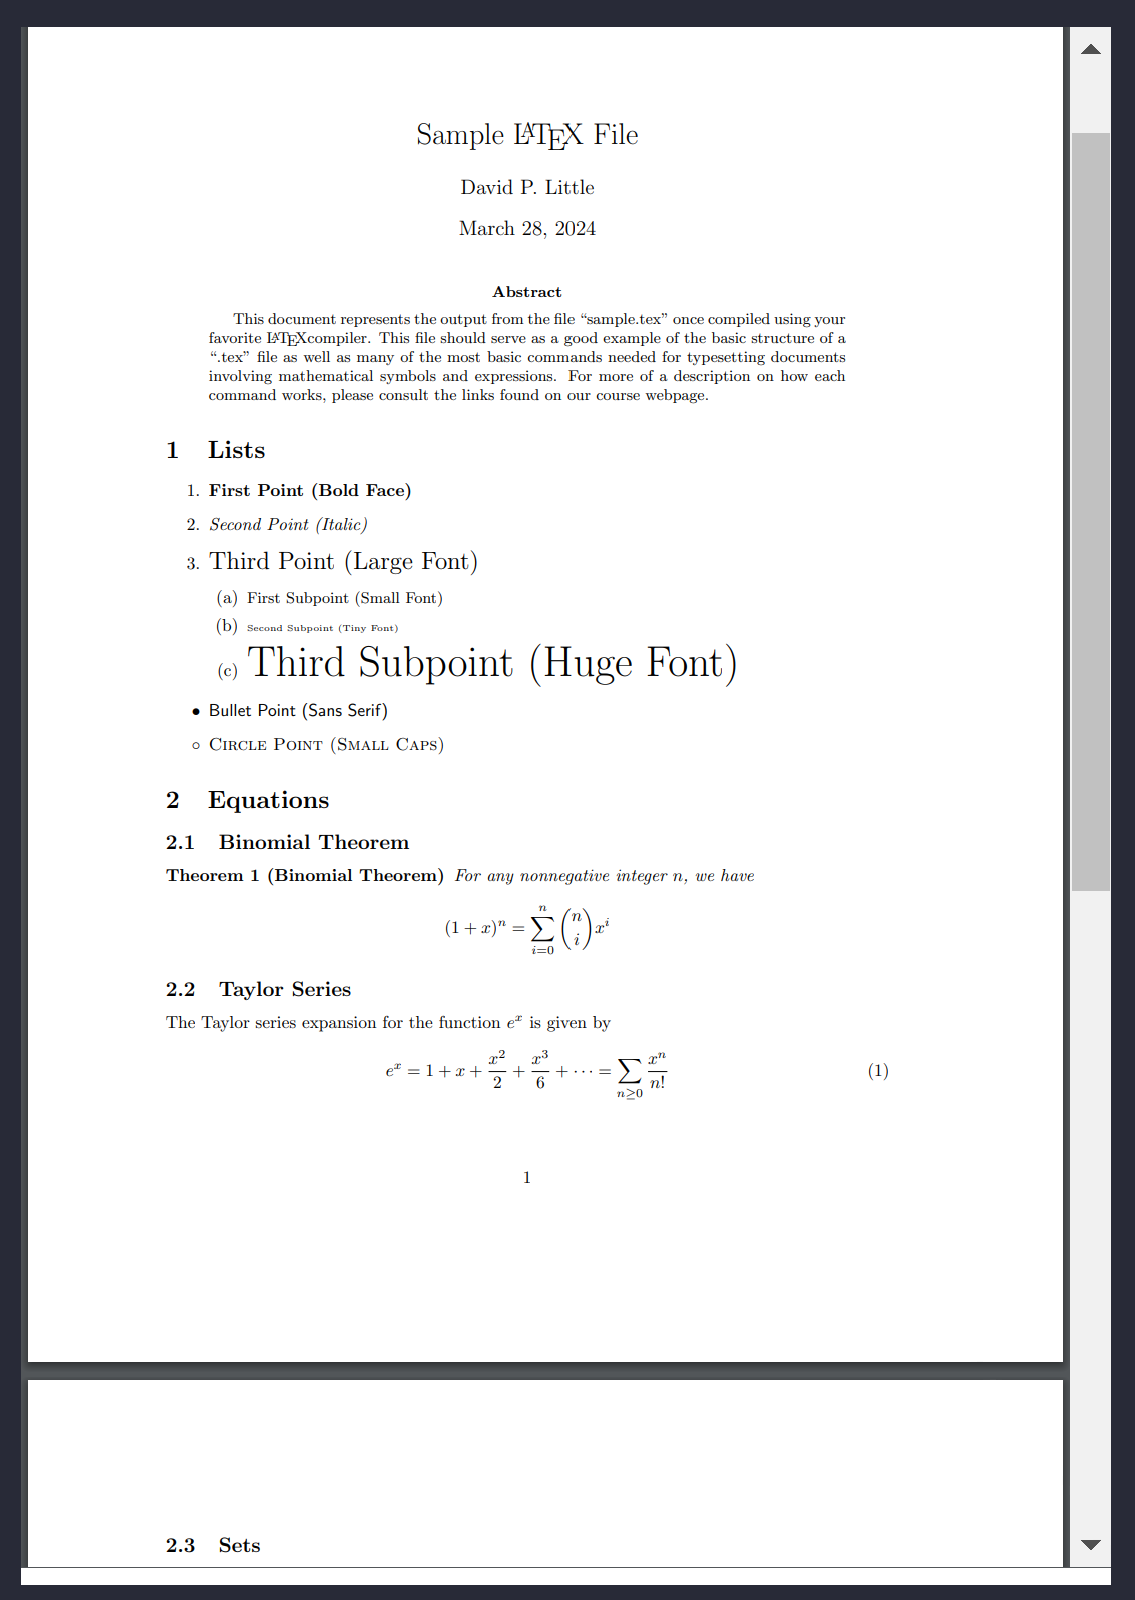 Sample LATEX File
David P. Little
March 28, 2024
Abstract
This document represents the output from the file “sample.tex” once compiled using your
favorite LATEXcompiler. This file should serve as a good example of the basic structure of a
“.tex” file as well as many of the most basic commands needed for typesetting documents
involving mathematical symbols and expressions. For more of a description on how each
command works, please consult the links found on our course webpage.
1 Lists
1. First Point (Bold Face)
2. Second Point (Italic)
3. Third Point (Large Font)
(a) First Subpoint (Small Font)
(b) Second Subpoint (Tiny Font)
(c) Third Subpoint (Huge Font)
• Bullet Point (Sans Serif)
◦ Circle Point (Small Caps)
2 Equations
2.1 Binomial Theorem
Theorem 1 (Binomial Theorem) For any nonnegative integer n, we have
(1 + x)^n = \sum_{i=0}^{n} \binom{n}{i} x^i
2.2 Taylor Series
The Taylor series expansion for the function e^x is given by
e^x = 1 + x + \frac{x^2}{2} + \frac{x^3}{6} + ⋯ = \sum_{n≥0} \frac{x^n}{n!} (1)
1
2.3 Sets